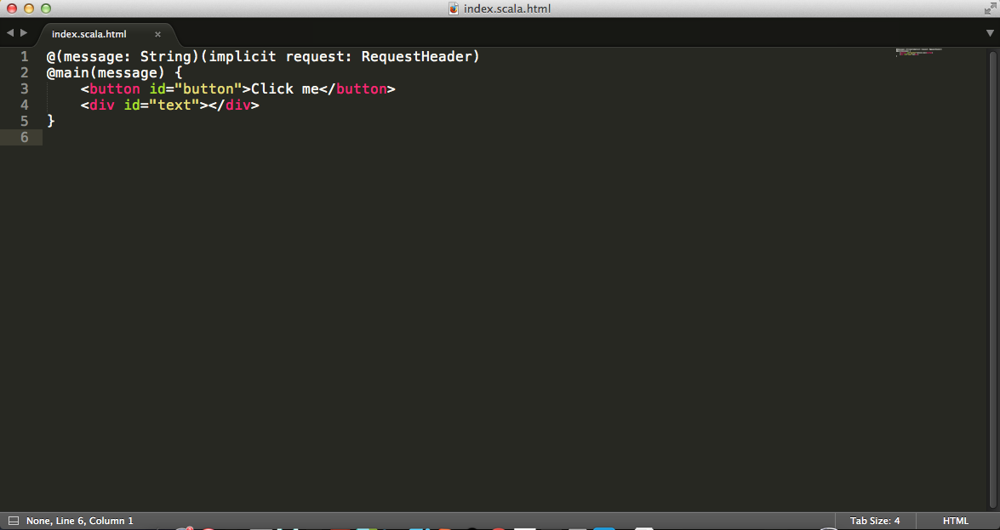 index.scala.html
index.scala.html ×
1 @(message: String)(implicit request: RequestHeader)
2 @main(message) {
3     <button id="button">Click me</button>
4     <div id="text"></div>
5 }
6
None, Line 6, Column 1 Tab Size: 4 HTML